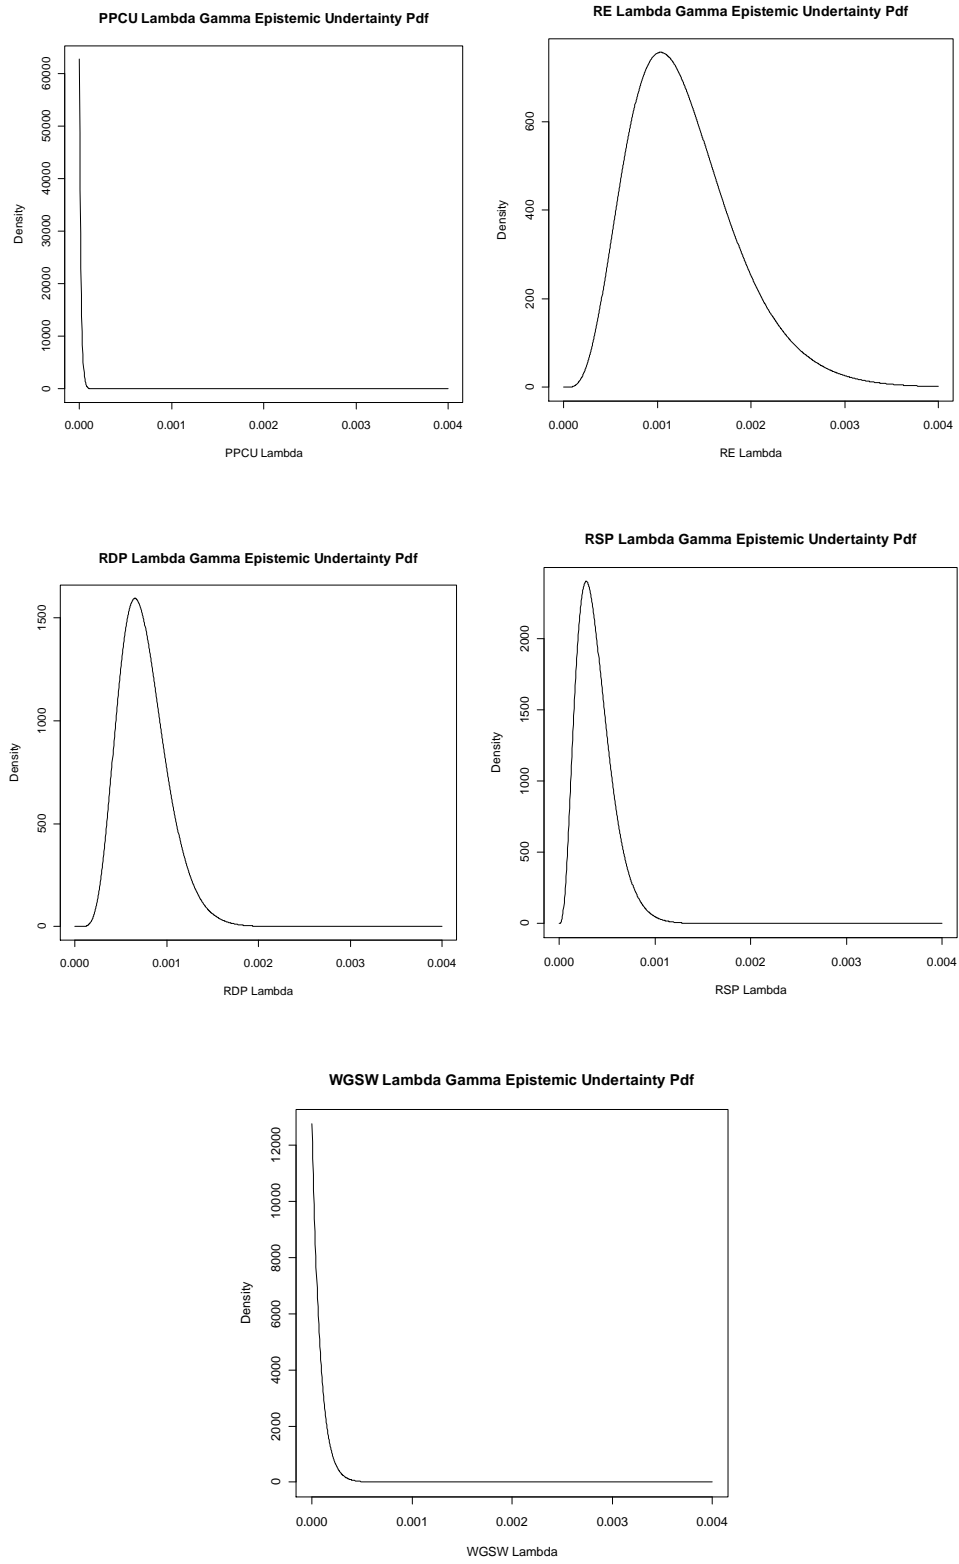 PPCU Lambda Gamma Epistemic Undertainty Pdf
Density
0
10000
20000
30000
40000
50000
60000
0.000 0.001 0.002 0.003 0.004
PPCU Lambda
RE Lambda Gamma Epistemic Undertainty Pdf
Density
0
200
400
600
0.000 0.001 0.002 0.003 0.004
RE Lambda
RDP Lambda Gamma Epistemic Undertainty Pdf
Density
0
500
1000
1500
0.000 0.001 0.002 0.003 0.004
RDP Lambda
RSP Lambda Gamma Epistemic Undertainty Pdf
Density
0
500
1000
1500
2000
0.000 0.001 0.002 0.003 0.004
RSP Lambda
WGSW Lambda Gamma Epistemic Undertainty Pdf
Density
0
2000
4000
6000
8000
10000
12000
0.000 0.001 0.002 0.003 0.004
WGSW Lambda